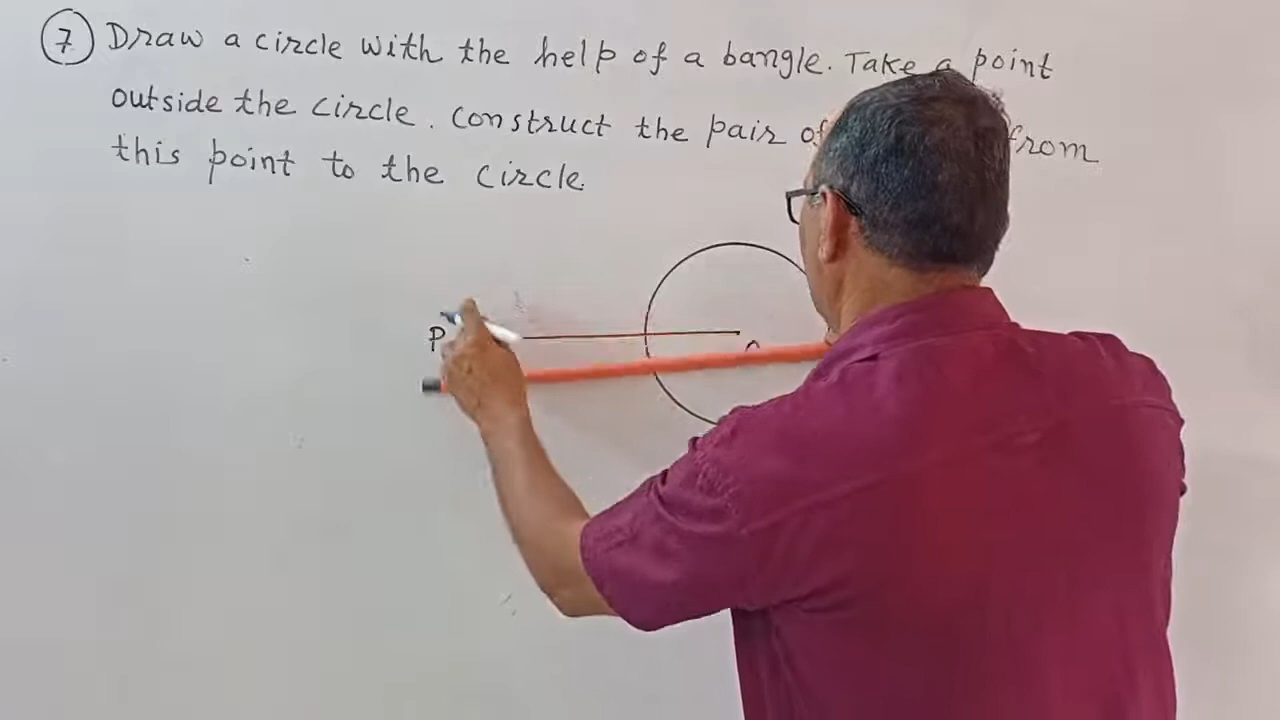 7 Draw a circle with the help of a bangle. Take a point
outside the circle. Construct the pair of from
this point to the circle.
P